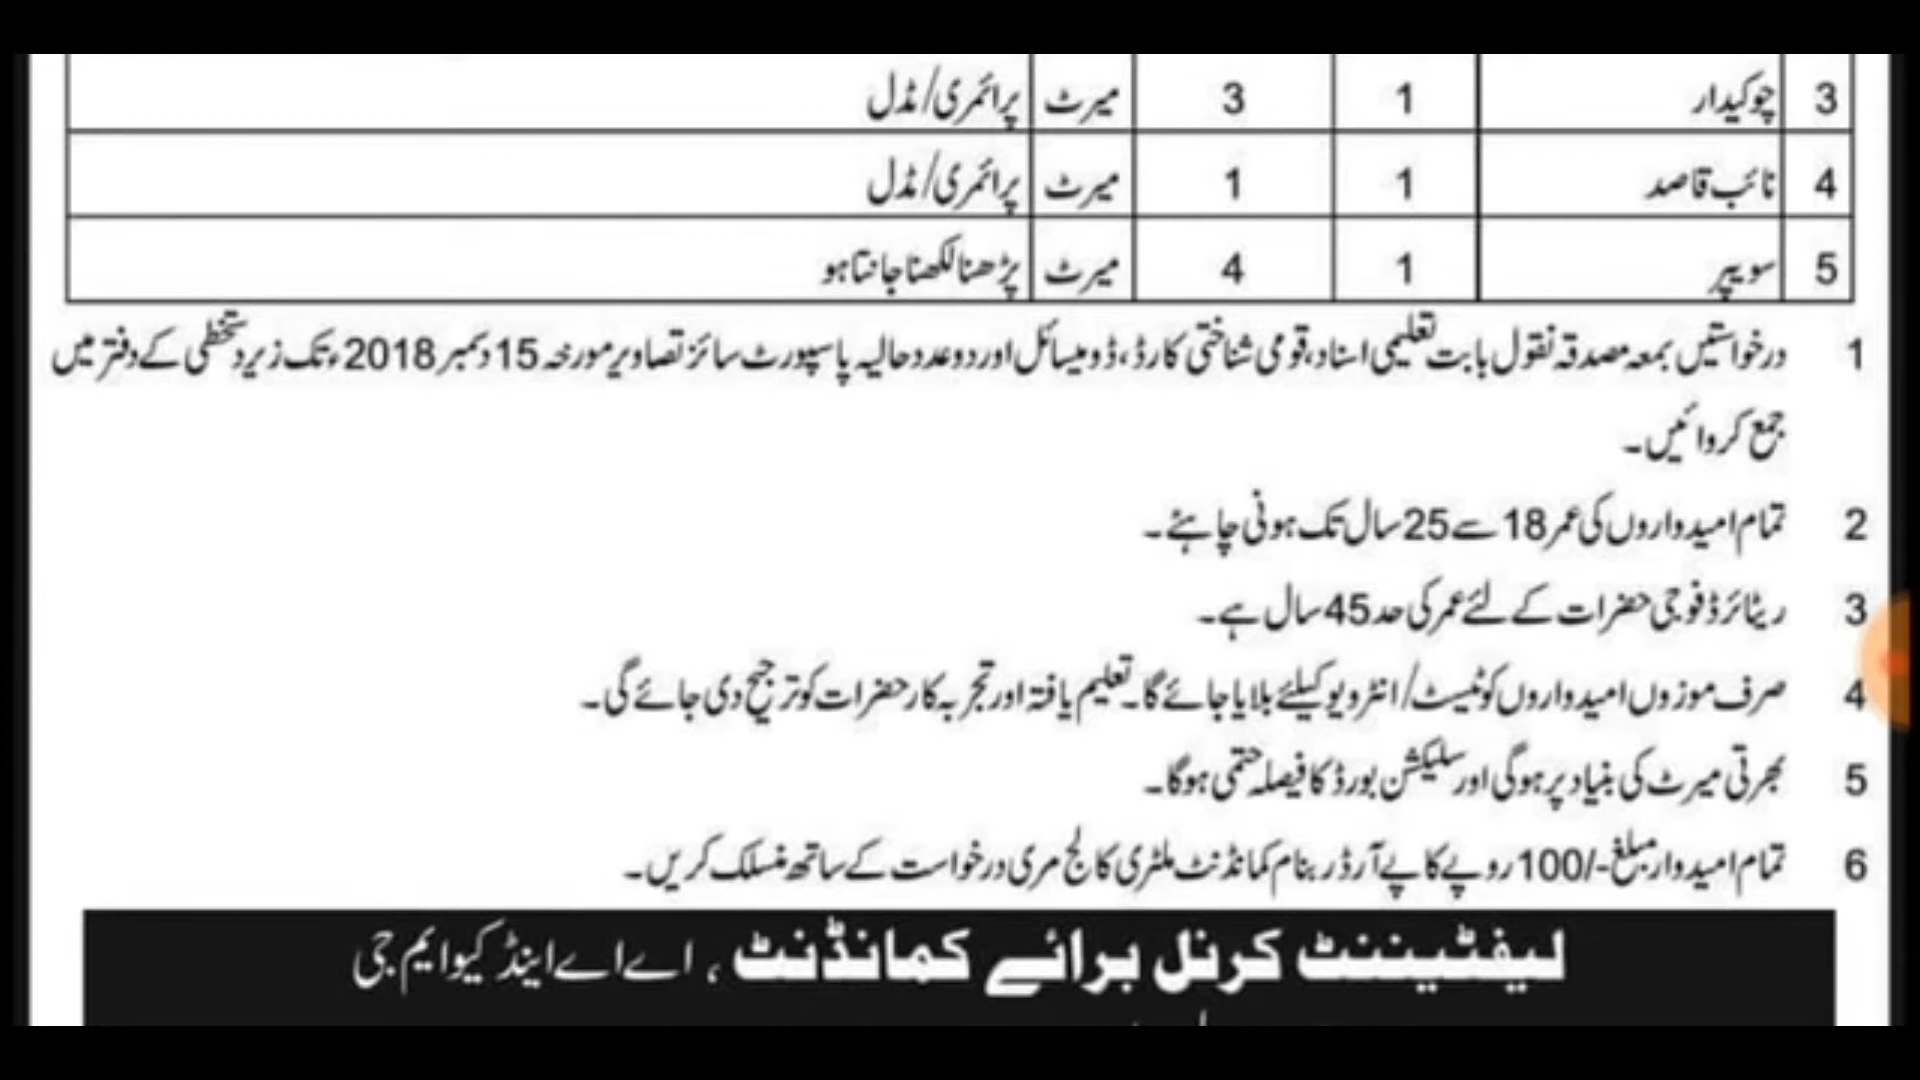 3 چوکیدار 1 3 میرٹ پرائمری/مڈل
4 نائب قاصد 1 1 میرٹ پرائمری/مڈل
5 سویپر 1 4 میرٹ پڑھنا لکھنا جانتا ہو
1 درخواستیں بمعہ مصدقہ نقول بابت تعلیمی اسناد، قومی شناختی کارڈ، ڈومیسائل اور دو عدد حالیہ پاسپورٹ سائز تصاویر مورخہ 15 دسمبر 2018ء تک زیر دستخطی کے دفتر میں
جمع کروائیں۔
2 تمام امیدواروں کی عمر 18 سے 25 سال تک ہونی چاہئے۔
3 ریٹائرڈ فوجی حضرات کے لئے عمر کی حد 45 سال ہے۔
4 صرف موزوں امیدواروں کو ٹیسٹ/انٹرویو کیلئے بلایا جائے گا۔ تعلیم یافتہ اور تجربہ کار حضرات کو ترجیح دی جائے گی۔
5 بھرتی میرٹ کی بنیاد پر ہوگی اور سلیکشن بورڈ کا فیصلہ حتمی ہوگا۔
6 تمام امیدوار مبلغ -/100 روپے کا پے آرڈر بنام کمانڈنٹ ملٹری کالج مری درخواست کے ساتھ منسلک کریں۔
لیفٹیننٹ کرنل برائے کمانڈنٹ، اے اے اینڈ کیو ایم جی